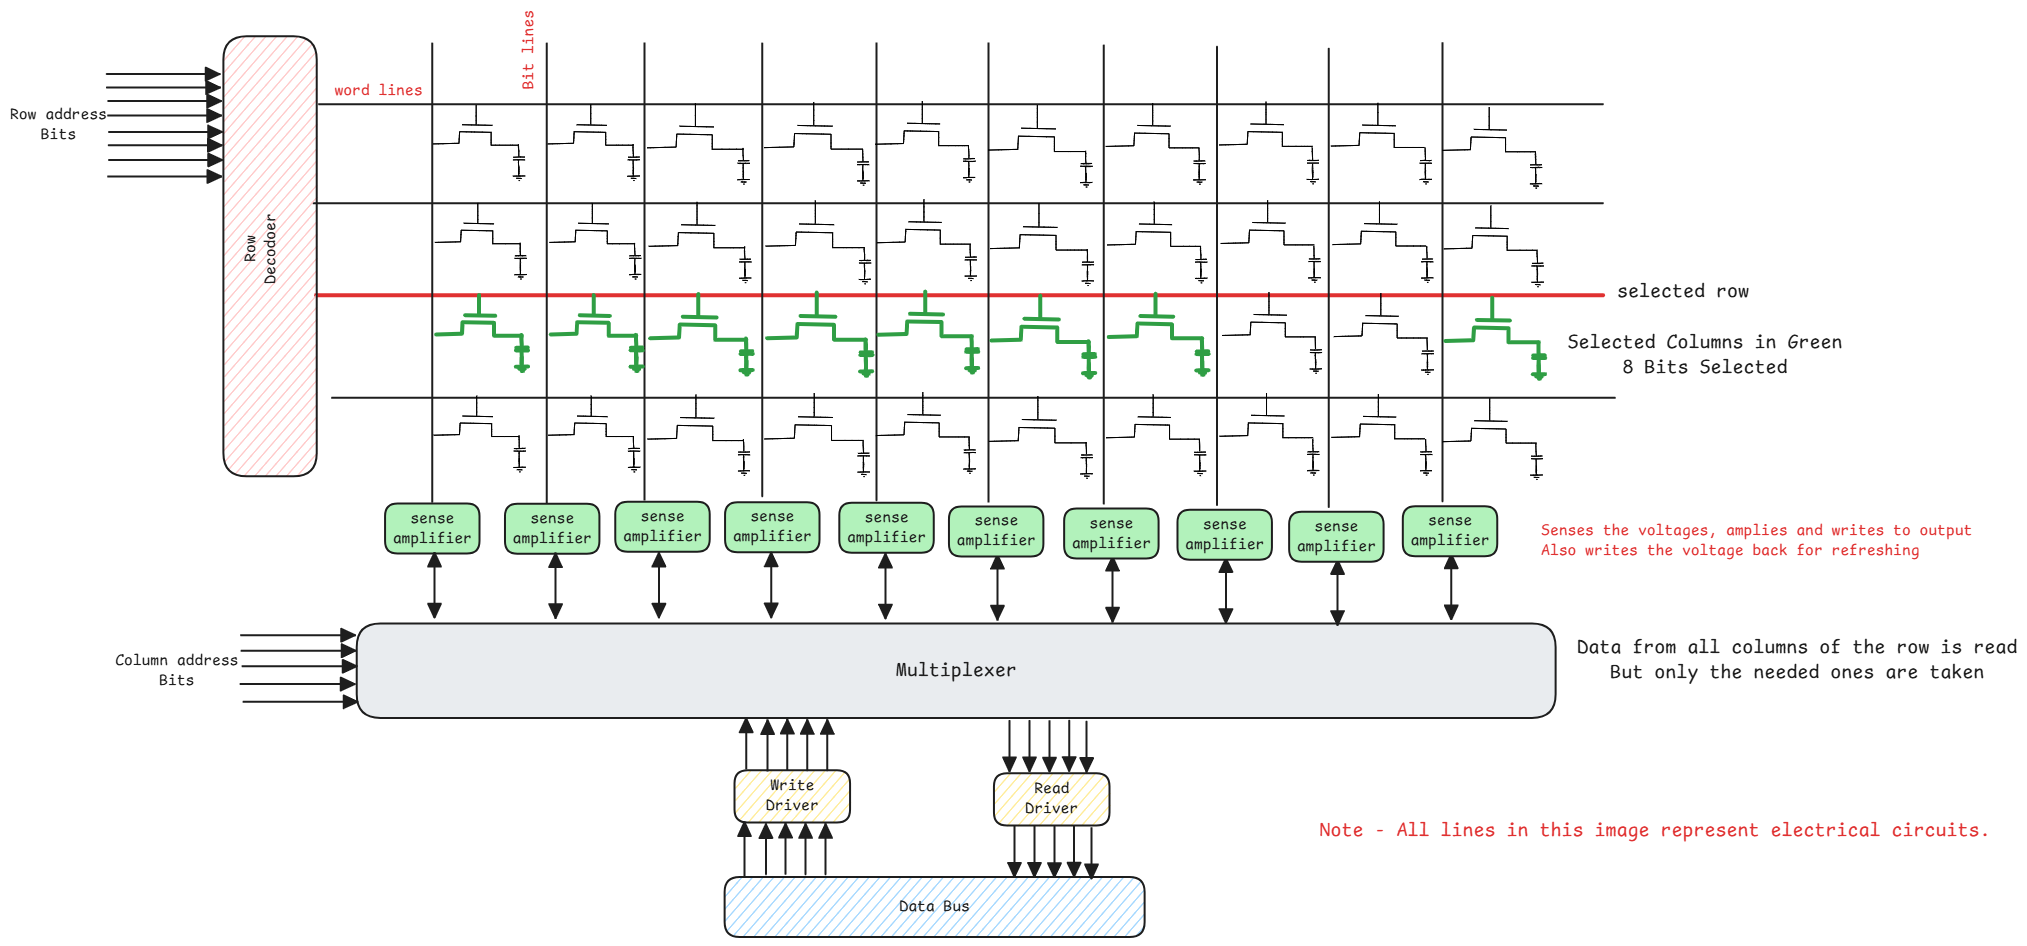 Bit lines
word lines
Row address
Bits
Row
Decodoer
selected row
Selected Columns in Green
8 Bits Selected
sense
amplifier
sense
amplifier
sense
amplifier
sense
amplifier
sense
amplifier
sense
amplifier
sense
amplifier
sense
amplifier
sense
amplifier
sense
amplifier
Senses the voltages, amplies and writes to output
Also writes the voltage back for refreshing
Column address
Bits
Multiplexer
Data from all columns of the row is read
But only the needed ones are taken
Write
Driver
Read
Driver
Note - All lines in this image represent electrical circuits.
Data Bus